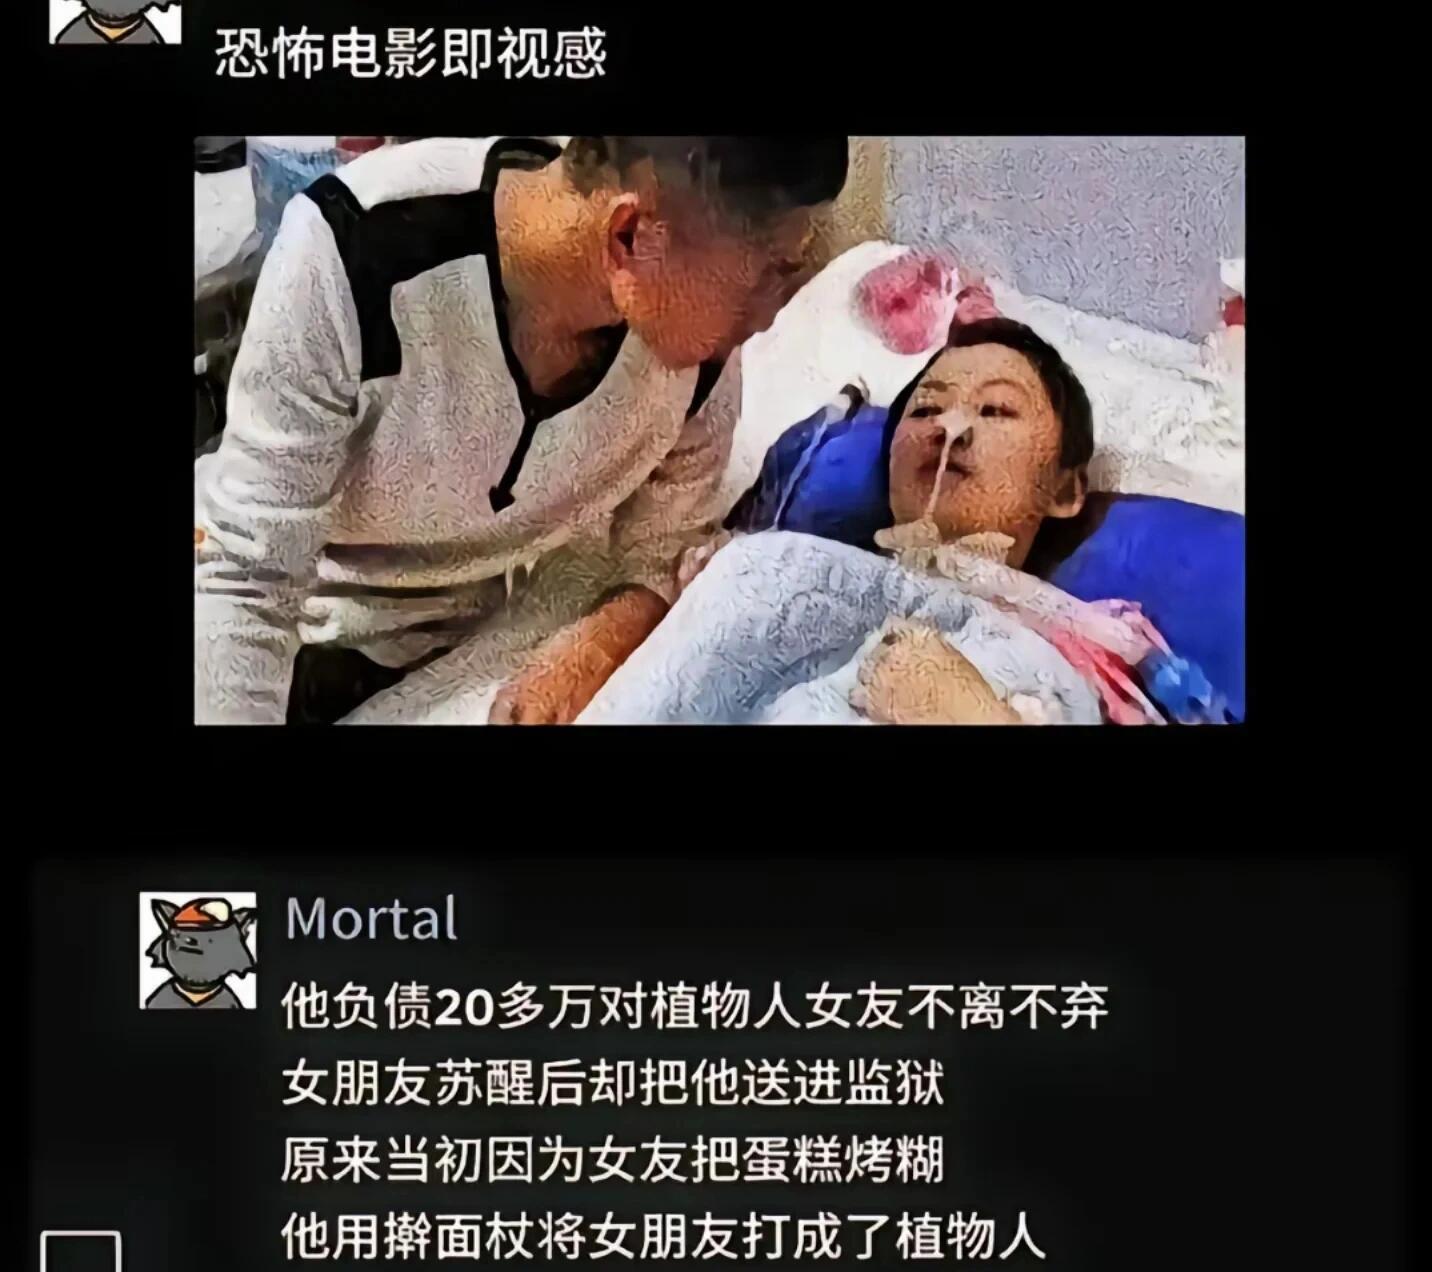 恐怖电影即视感
Mortal
他负债20多万对植物人女友不离不弃
女朋友苏醒后却把他送进监狱
原来当初因为女友把蛋糕烤糊
他用擀面杖将女朋友打成了植物人